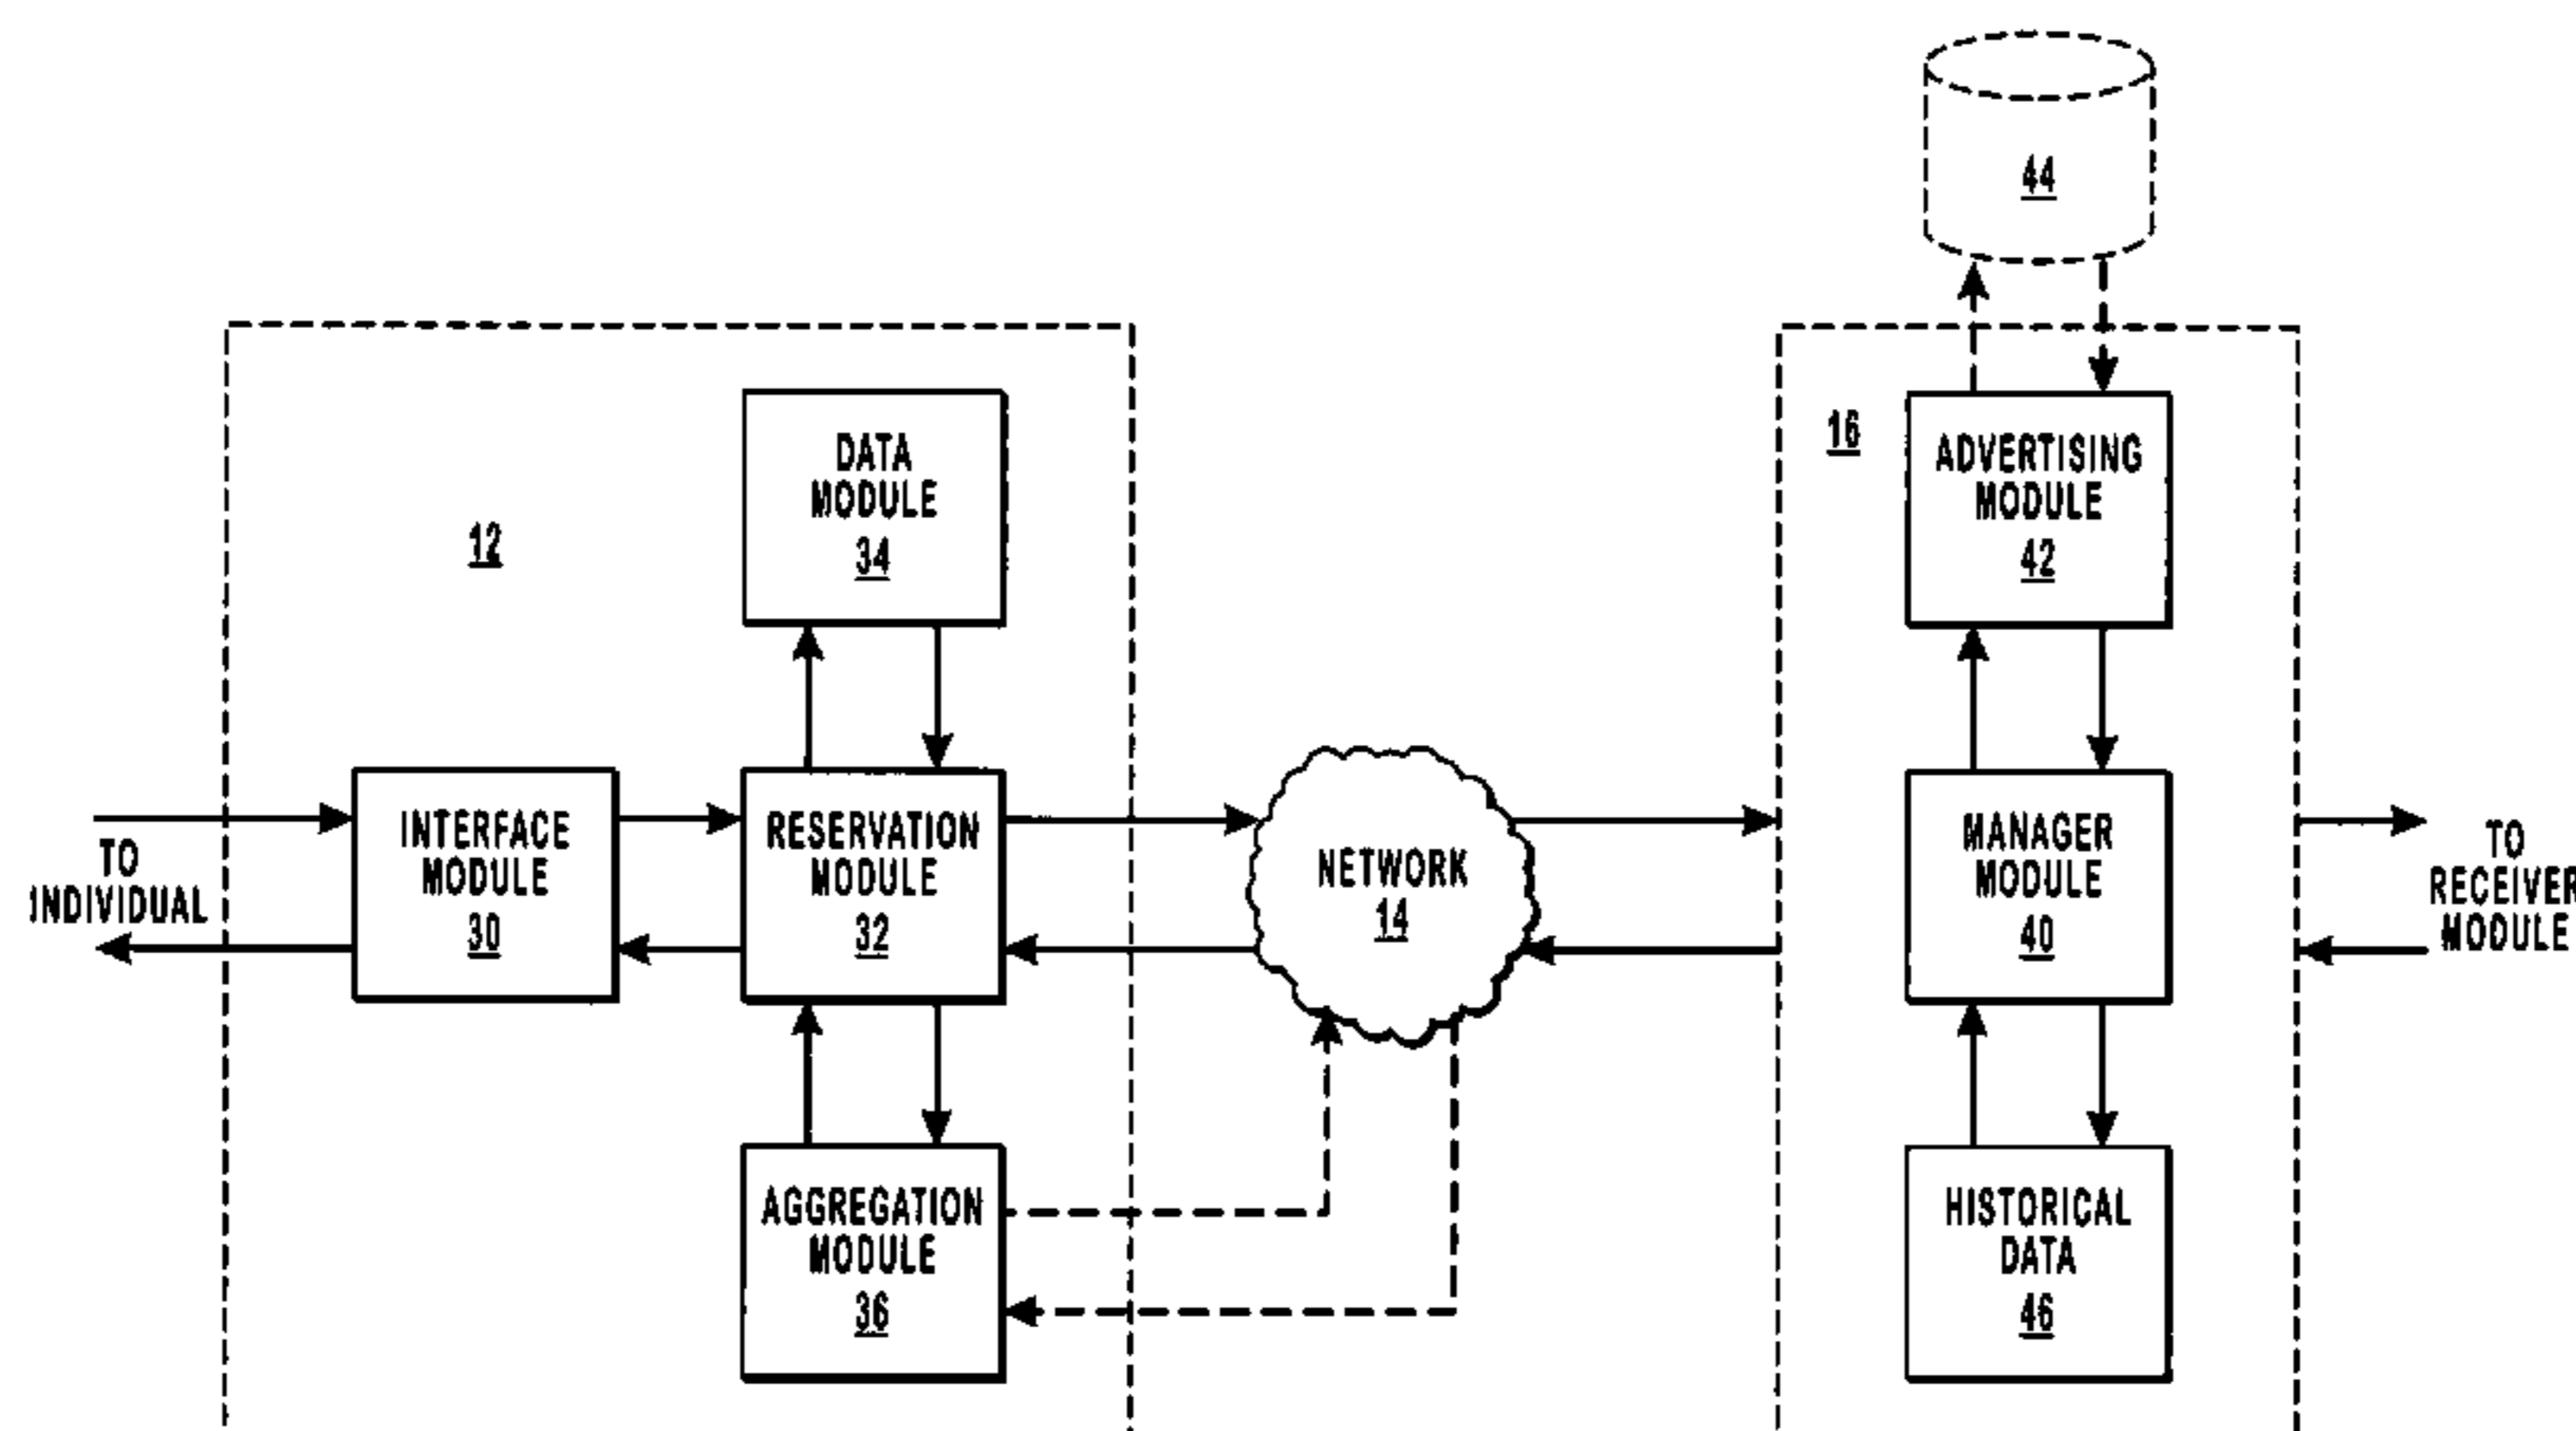 44
DATA
MODULE
34
12
16
ADVERTISING
MODULE
42
TO
INDIVIDUAL
INTERFACE
MODULE
30
RESERVATION
MODULE
32
NETWORK
14
MANAGER
MODULE
40
TO
RECEIVER
MODULE
AGGREGATION
MODULE
36
HISTORICAL
DATA
46